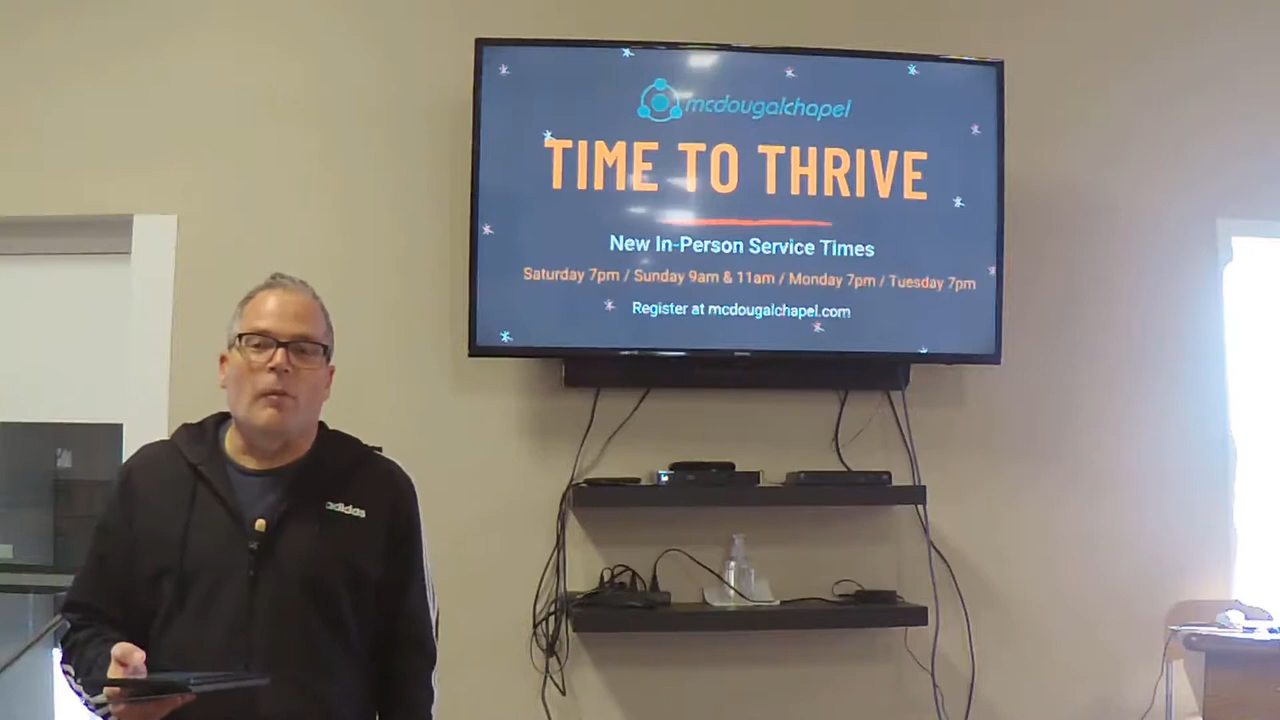 mcdougalchapel
TIME TO THRIVE
New In-Person Service Times
Saturday 7pm / Sunday 9am & 11am / Monday 7pm / Tuesday 7pm
Register at mcdougalchapel.com
adidas